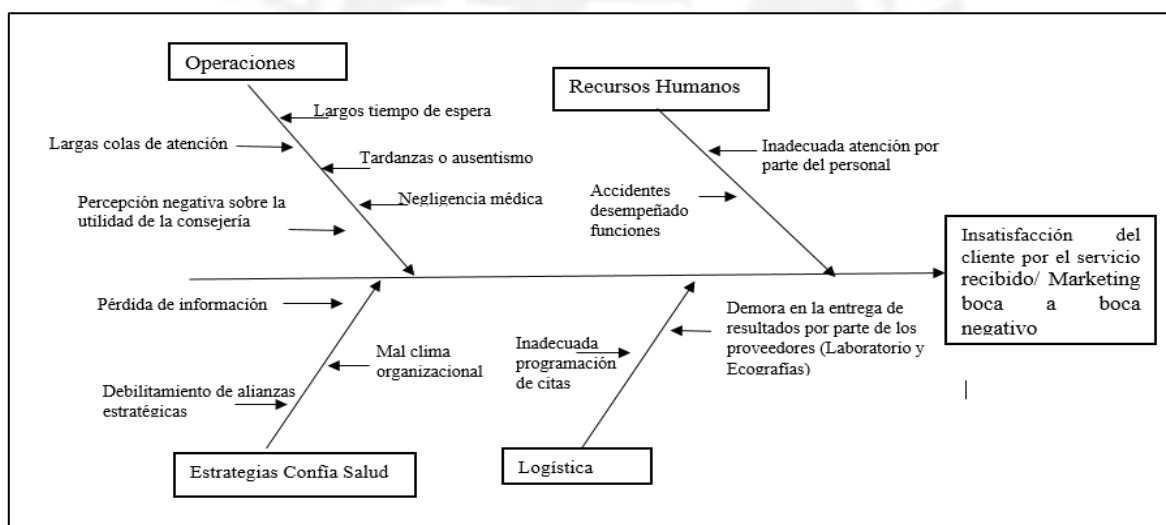 Operaciones
Recursos Humanos
Largos tiempo de espera
Largas colas de atención
Tardanzas o ausentismo
Negligencia médica
Percepción negativa sobre la
utilidad de la consejería
Inadecuada atención por
parte del personal
Accidentes
desempeñado
funciones
Insatisfacción del
cliente por el servicio
recibido/ Marketing
boca a boca
negativo
Pérdida de información
Mal clima
organizacional
Debilitamiento de alianzas
estratégicas
Inadecuada
programación
de citas
Demora en la entrega de
resultados por parte de los
proveedores (Laboratorio y
Ecografías)
Estrategias Confía Salud
Logística